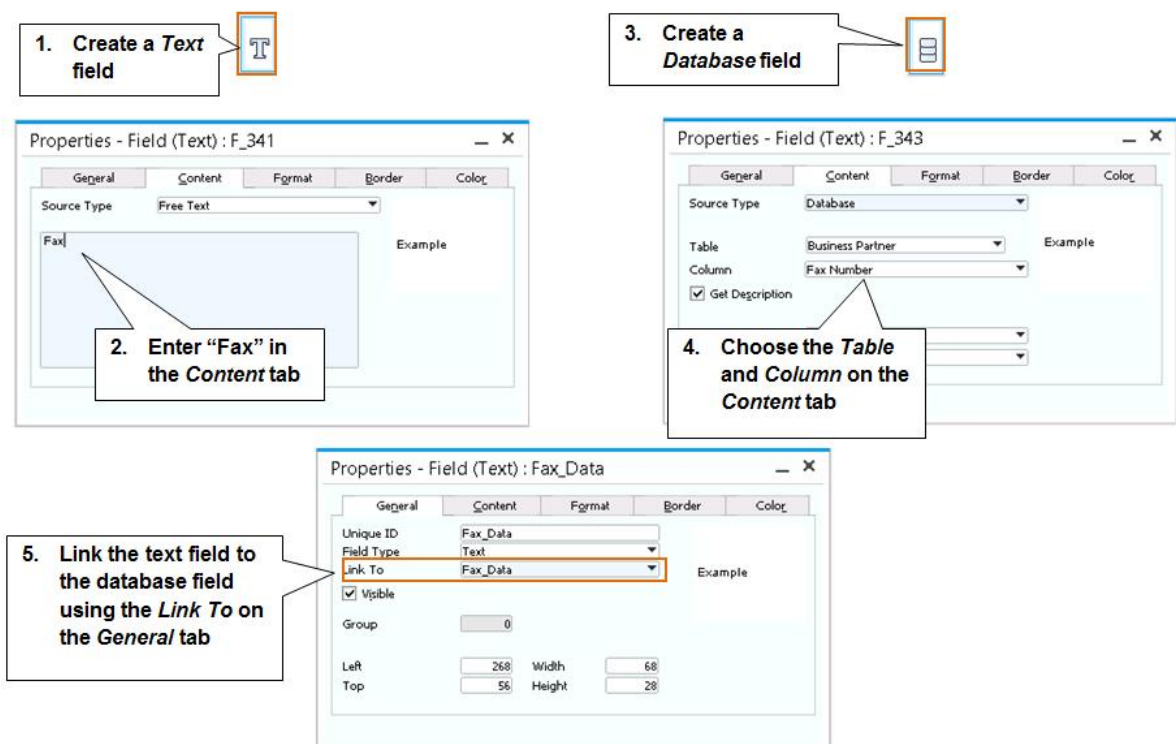 1. Create a Text
field
T
3. Create a
Database field
Properties - Field (Text) : F_341
General Content Format Border Color
Source Type Free Text
Fax
Example
2. Enter “Fax” in
the Content tab
Properties - Field (Text) : F_343
General Content Format Border Color
Source Type Database
Table Business Partner
Example
Column Fax Number
Get Description
4. Choose the Table
and Column on the
Content tab
Properties - Field (Text) : Fax_Data
General Content Format Border Color
Unique ID Fax_Data
Field Type Text
Link To Fax_Data
Example
Visible
Group 0
Left 268 Width 68
Top 56 Height 28
5. Link the text field to
the database field
using the Link To on
the General tab